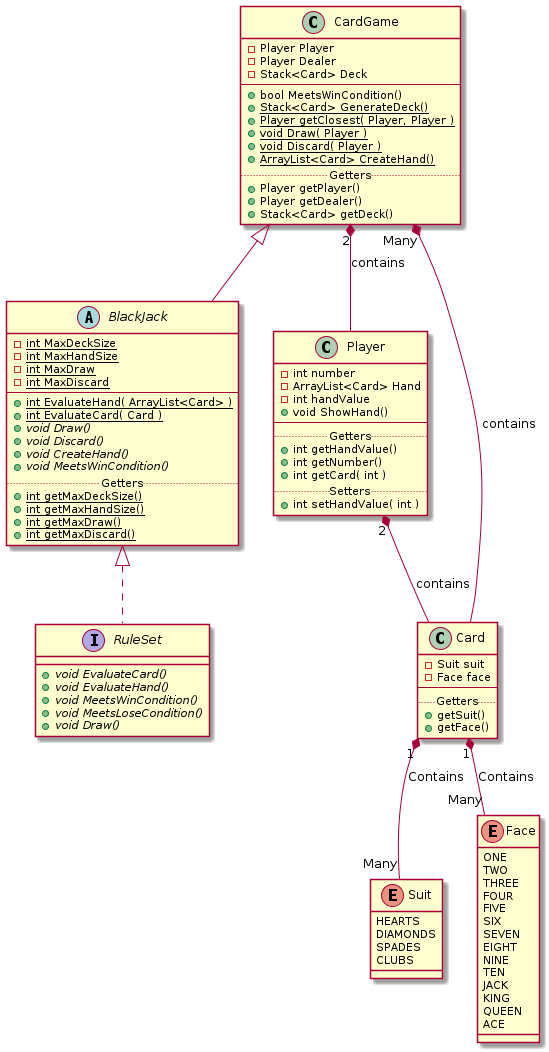 C CardGame
Player Player
Player Dealer
Stack<Card> Deck
bool MeetsWinCondition()
Stack<Card> GenerateDeck()
Player getClosest( Player, Player )
void Draw( Player )
void Discard( Player )
ArrayList<Card> CreateHand()
Getters
Player getPlayer()
Player getDealer()
Stack<Card> getDeck()
2
Many
contains
contains
A BlackJack
int MaxDeckSize
int MaxHandSize
int MaxDraw
int MaxDiscard
int EvaluateHand( ArrayList<Card> )
int EvaluateCard( Card )
void Draw()
void Discard()
void CreateHand()
void MeetsWinCondition()
Getters
int getMaxDeckSize()
int getMaxHandSize()
int getMaxDraw()
int getMaxDiscard()
C Player
int number
ArrayList<Card> Hand
int handValue
void ShowHand()
Getters
int getHandValue()
int getNumber()
int getCard( int )
Setters
int setHandValue( int )
2
contains
I RuleSet
void EvaluateCard()
void EvaluateHand()
void MeetsWinCondition()
void MeetsLoseCondition()
void Draw()
C Card
Suit suit
Face face
Getters
getSuit()
getFace()
1
1
Contains
Contains
Many
Many
E Suit
HEARTS
DIAMONDS
SPADES
CLUBS
E Face
ONE
TWO
THREE
FOUR
FIVE
SIX
SEVEN
EIGHT
NINE
TEN
JACK
KING
QUEEN
ACE